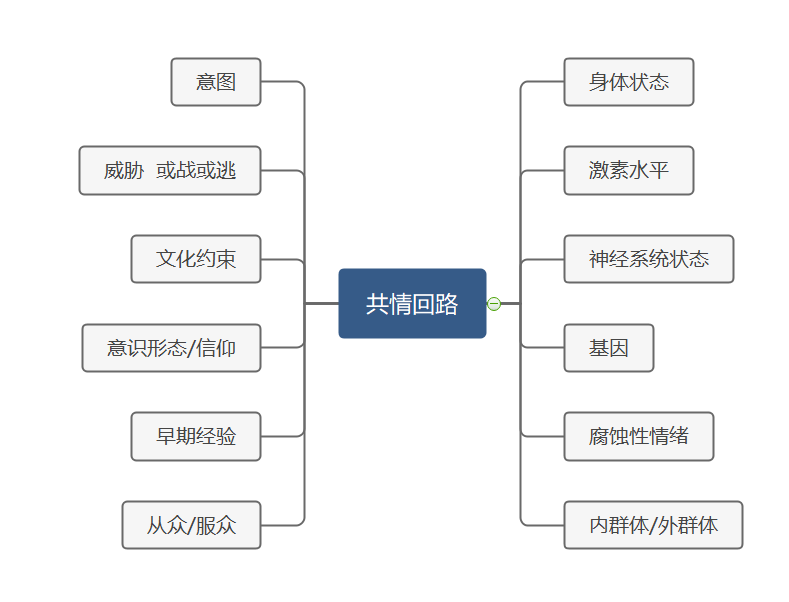 意图
威胁 或战或逃
文化约束
意识形态/信仰
早期经验
从众/服众
共情回路
身体状态
激素水平
神经系统状态
基因
腐蚀性情绪
内群体/外群体